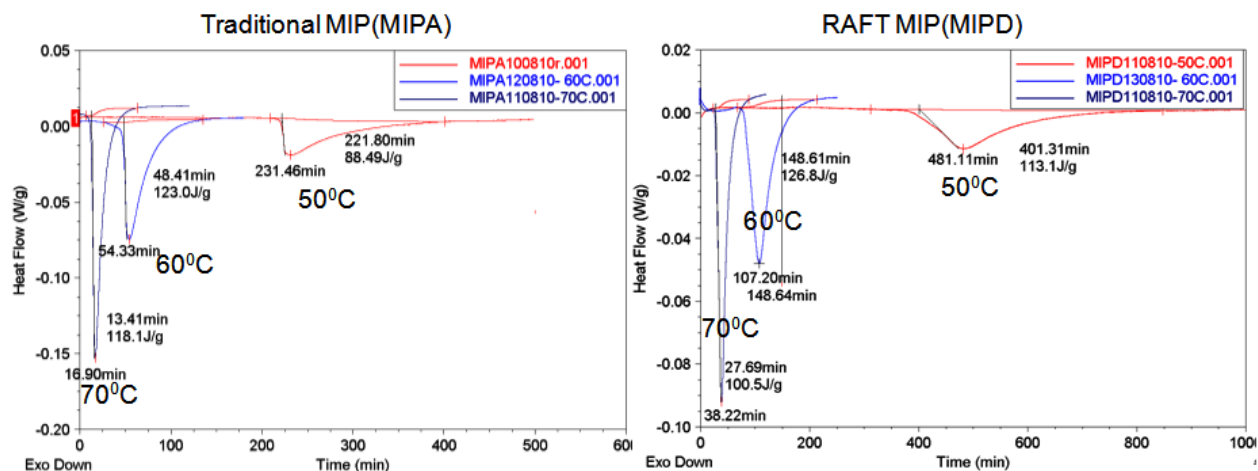 Traditional MIP(MIPA)
0.05
0.00
-0.05
-0.10
-0.15
-0.20
Heat Flow (W/g)
1
MIPA100810r.001
MIPA120810- 60C.001
MIPA110810-70C.001
48.41min
123.0J/g
231.46min
221.80min
88.49J/g
50⁰C
54.33min
60⁰C
13.41min
118.1J/g
16.90min
70⁰C
0
100
200
300
400
500
600
Exo Down
Time (min)
RAFT MIP(MIPD)
0.02
0.00
-0.02
-0.04
-0.06
-0.08
-0.10
Heat Flow (W/g)
MIPD110810-50C.001
MIPD130810- 60C.001
MIPD110810-70C.001
148.61min
126.8J/g
481.11min
401.31min
113.1J/g
50⁰C
60⁰C
107.20min
148.64min
70⁰C
27.69min
100.5J/g
38.22min
0
200
400
600
800
Exo Down
Time (min)